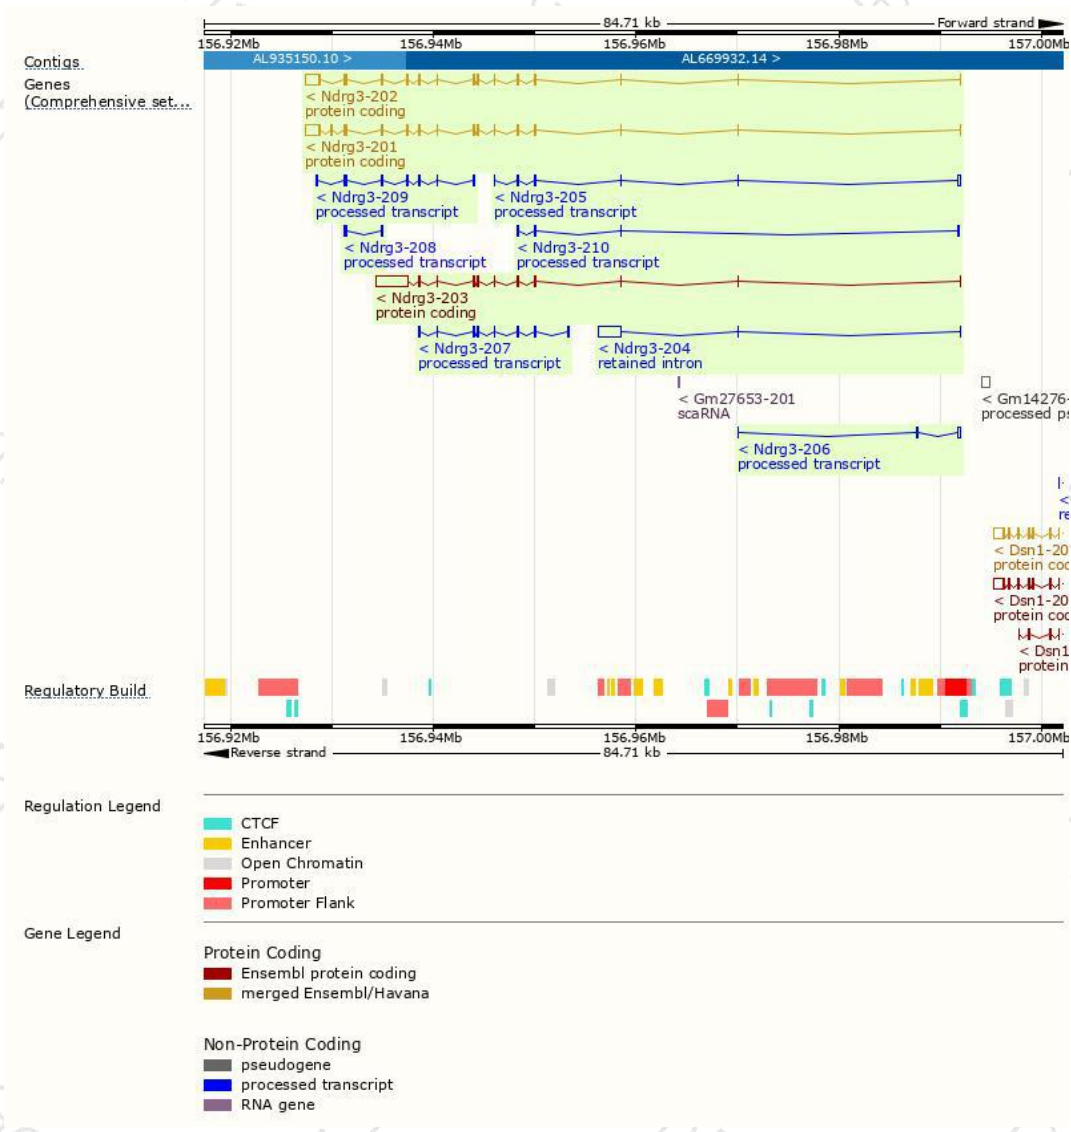 84.71 kb
Forward strand
156.92Mb 156.94Mb 156.96Mb 156.98Mb 157.00Mb
Contigs
AL935150.10 > AL669932.14 >
Genes
(Comprehensive set...
< Ndrg3-202
protein coding
< Ndrg3-201
protein coding
< Ndrg3-209 < Ndrg3-205
processed transcript processed transcript
< Ndrg3-208 < Ndrg3-210
processed transcript processed transcript
< Ndrg3-203
protein coding
< Ndrg3-207 < Ndrg3-204
processed transcript retained intron
< Gm27653-201 < Gm14276-
scaRNA processed ps
< Ndrg3-206
processed transcript
<
re
< Dsn1-20
protein cod
< Dsn1-20
protein cod
< Dsn1
protein
Regulatory Build
156.92Mb 156.94Mb 156.96Mb 156.98Mb 157.00Mb
Reverse strand 84.71 kb
Regulation Legend
CTCF
Enhancer
Open Chromatin
Promoter
Promoter Flank
Gene Legend
Protein Coding
Ensembl protein coding
merged Ensembl/Havana
Non-Protein Coding
pseudogene
processed transcript
RNA gene